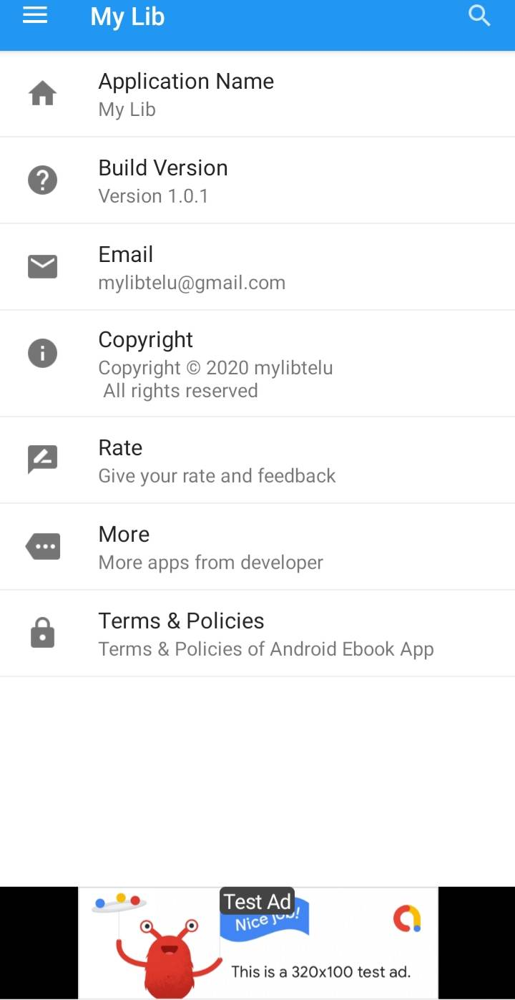 My Lib
Application Name
My Lib
Build Version
Version 1.0.1
Email
mylibtelu@gmail.com
Copyright
Copyright © 2020 mylibtelu
All rights reserved
Rate
Give your rate and feedback
More
More apps from developer
Terms & Policies
Terms & Policies of Android Ebook App
Test Ad
Nice job!
This is a 320x100 test ad.